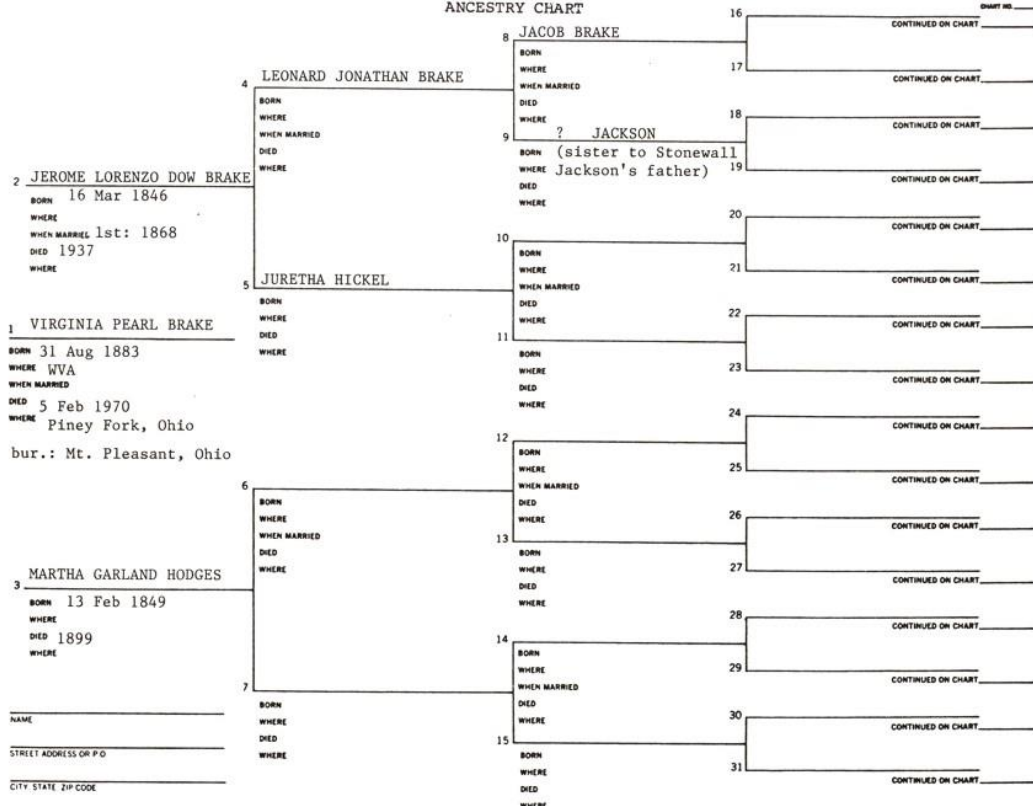 ANCESTRY CHART
CHART NO.
1 VIRGINIA PEARL BRAKE
BORN 31 Aug 1883
WHERE WVA
WHEN MARRIED
DIED 5 Feb 1970
WHERE Piney Fork, Ohio
bur.: Mt. Pleasant, Ohio
2 JEROME LORENZO DOW BRAKE
BORN 16 Mar 1846
WHERE
WHEN MARRIED 1st: 1868
DIED 1937
WHERE
3 MARTHA GARLAND HODGES
BORN 13 Feb 1849
WHERE
DIED 1899
WHERE
NAME
STREET ADDRESS OR P O
CITY. STATE ZIP CODE
4 LEONARD JONATHAN BRAKE
BORN
WHERE
WHEN MARRIED
DIED
WHERE
5 JURETHA HICKEL
BORN
WHERE
DIED
WHERE
6
BORN
WHERE
WHEN MARRIED
DIED
WHERE
7
BORN
WHERE
DIED
WHERE
8 JACOB BRAKE
BORN
WHERE
WHEN MARRIED
DIED
WHERE
9 ? JACKSON
BORN (sister to Stonewall
WHERE Jackson's father)
DIED
WHERE
10
BORN
WHERE
WHEN MARRIED
DIED
WHERE
11
BORN
WHERE
DIED
WHERE
12
BORN
WHERE
WHEN MARRIED
DIED
WHERE
13
BORN
WHERE
DIED
WHERE
14
BORN
WHERE
WHEN MARRIED
DIED
WHERE
15
BORN
WHERE
DIED
WHERE
16
CONTINUED ON CHART
17
CONTINUED ON CHART
18
CONTINUED ON CHART
19
CONTINUED ON CHART
20
CONTINUED ON CHART
21
CONTINUED ON CHART
22
CONTINUED ON CHART
23
CONTINUED ON CHART
24
CONTINUED ON CHART
25
CONTINUED ON CHART
26
CONTINUED ON CHART
27
CONTINUED ON CHART
28
CONTINUED ON CHART
29
CONTINUED ON CHART
30
CONTINUED ON CHART
31
CONTINUED ON CHART